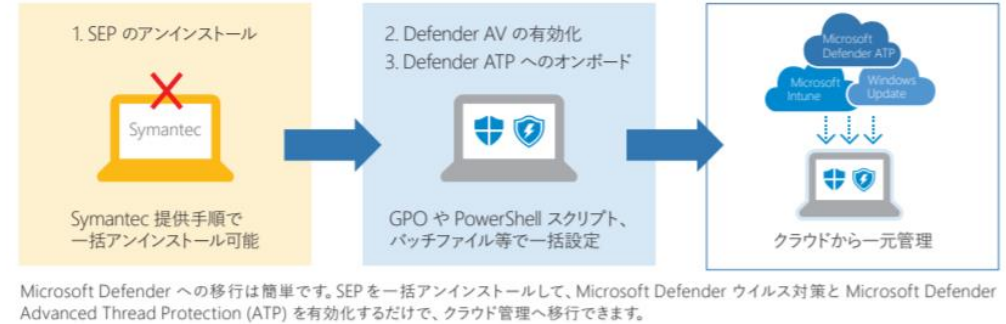 1. SEP のアンインストール
Symantec
Symantec 提供手順で
一括アンインストール可能
2. Defender AV の有効化
3. Defender ATP へのオンボード
GPO や PowerShell スクリプト、
バッチファイル等で一括設定
Microsoft
Defender ATP
Microsoft
Intune
Windows
Update
クラウドから一元管理
Microsoft Defender への移行は簡単です。SEP を一括アンインストールして、Microsoft Defender ウイルス対策と Microsoft Defender
Advanced Thread Protection (ATP) を有効化するだけで、クラウド管理へ移行できます。